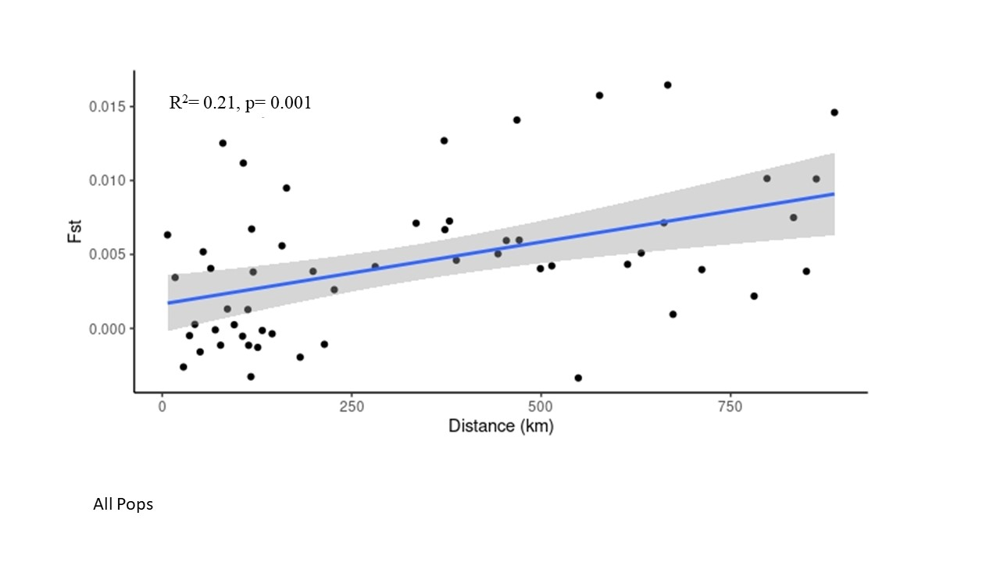 R²= 0.21, p= 0.001
0.015
0.010
0.005
0.000
Fst
0 250 500 750
Distance (km)
All Pops